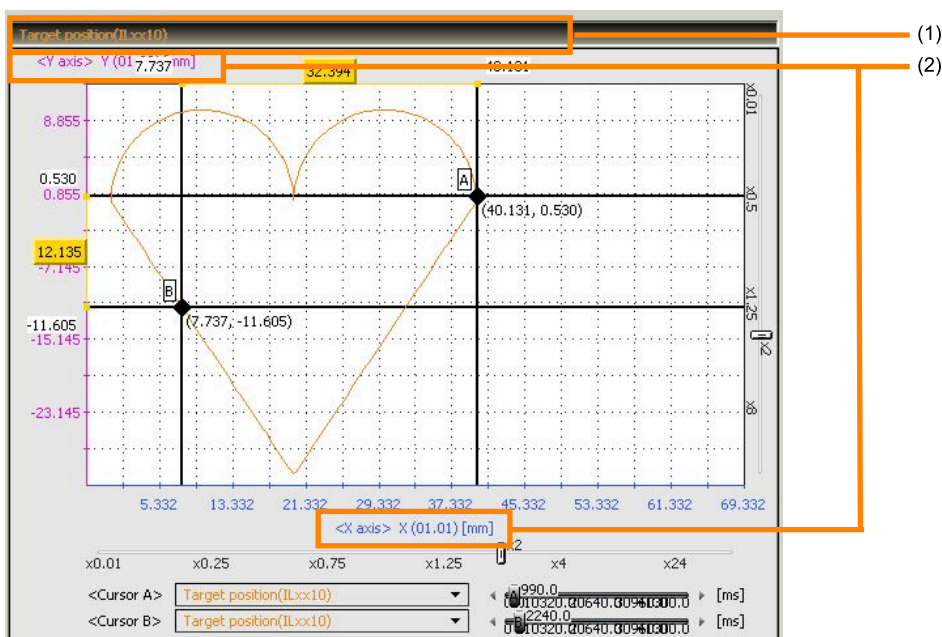 Target position(ILxx10)
(1)
<Y axis> Y (01
7.737
mm]
32.394
40.131
(2)
x0.01
8.855
0.530
0.855
A
(40.131, 0.530)
x0.5
12.135
-7.145
B
(7.737, -11.605)
x1.25
-11.605
-15.145
x2
-23.145
x6
5.332 13.332 21.332 29.332 37.332 45.332 53.332 61.332 69.332
<X axis> X (01.01) [mm]
x0.01 x0.25 x0.75 x1.25 x2 x4 x24
<Cursor A> Target position(ILxx10) A 990.0 [ms]
<Cursor B> Target position(ILxx10) B 2240.0 [ms]